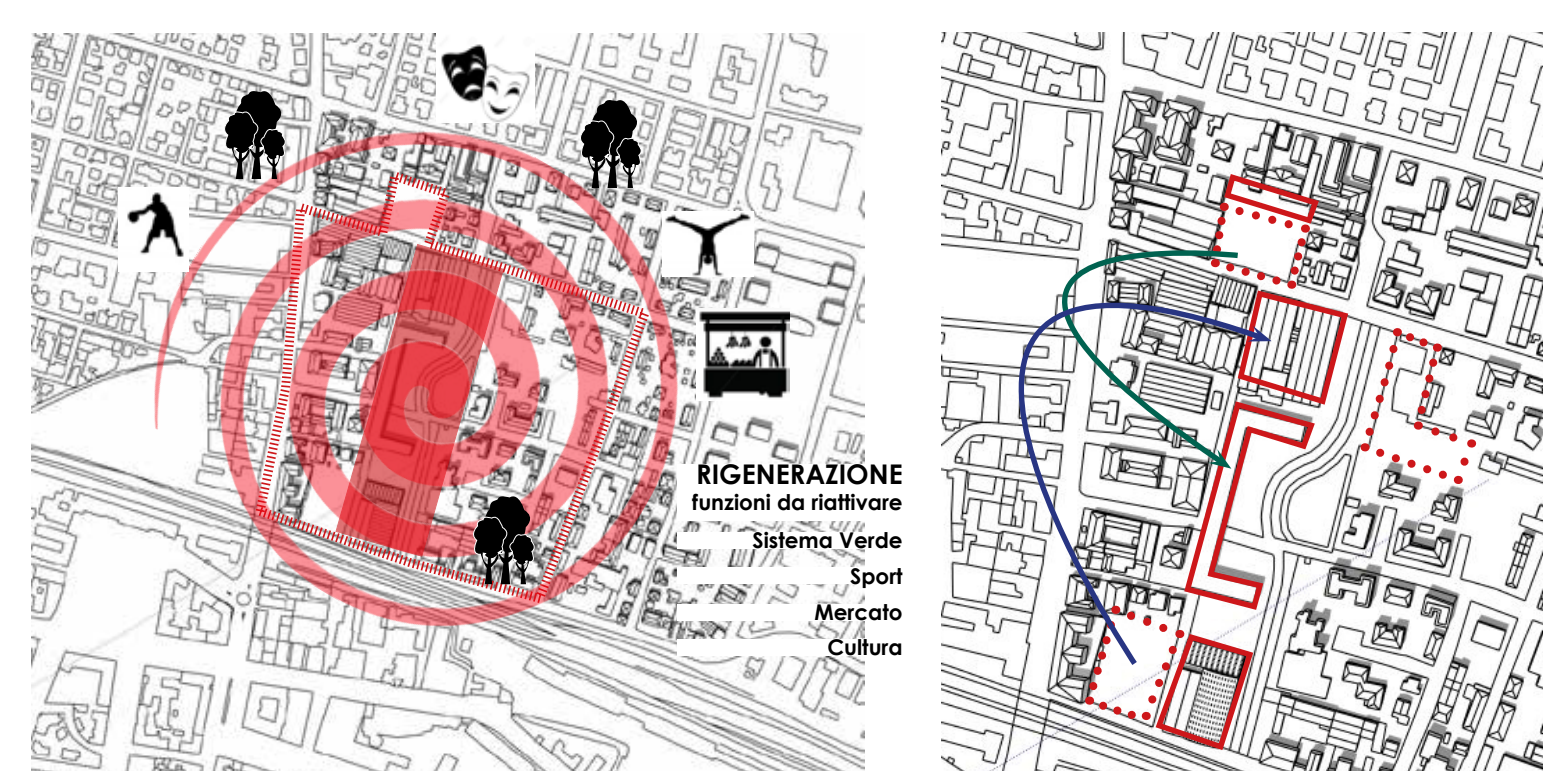 RIGENERAZIONE
funzioni da riattivare
Sistema Verde
Sport
Mercato
Cultura